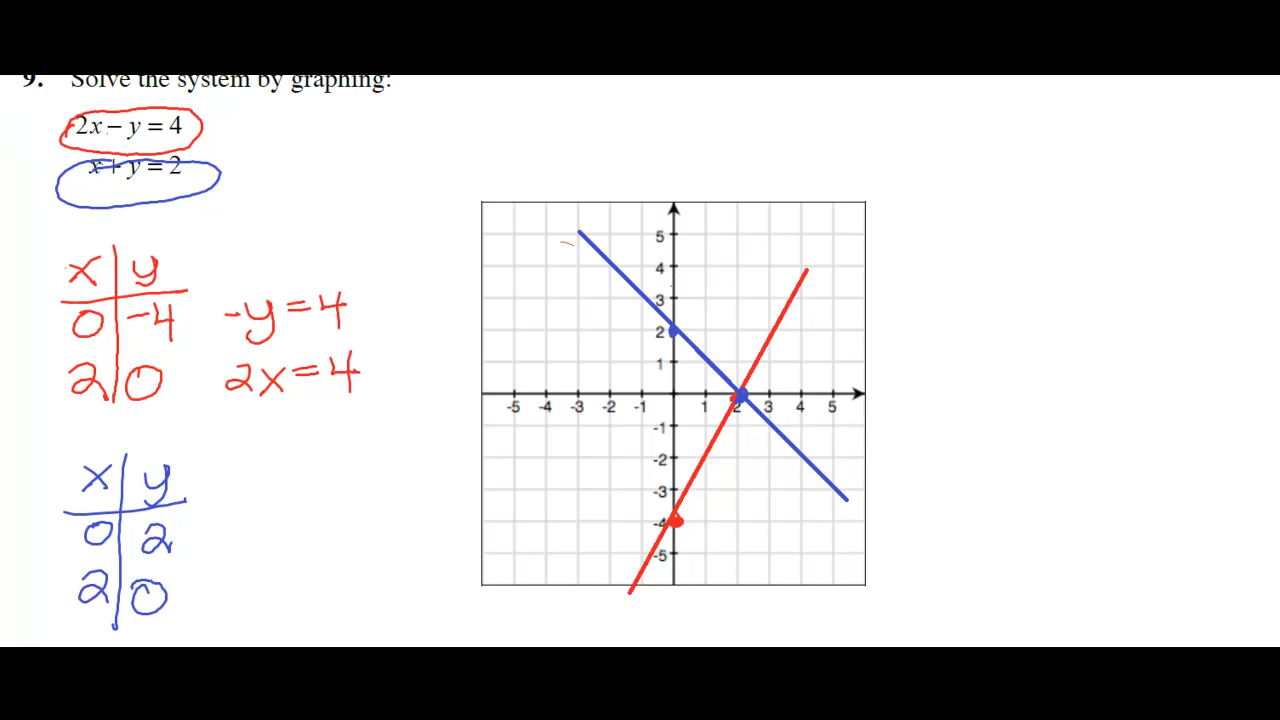 9. Solve the system by graphing:
2x − y = 4
x + y = 2
x y
0 −4 -y = 4
2 0 2x = 4
x y
0 2
2 0
5
4
3
2
1
-5 -4 -3 -2 -1 1 2 3 4 5
-1
-2
-3
-4
-5